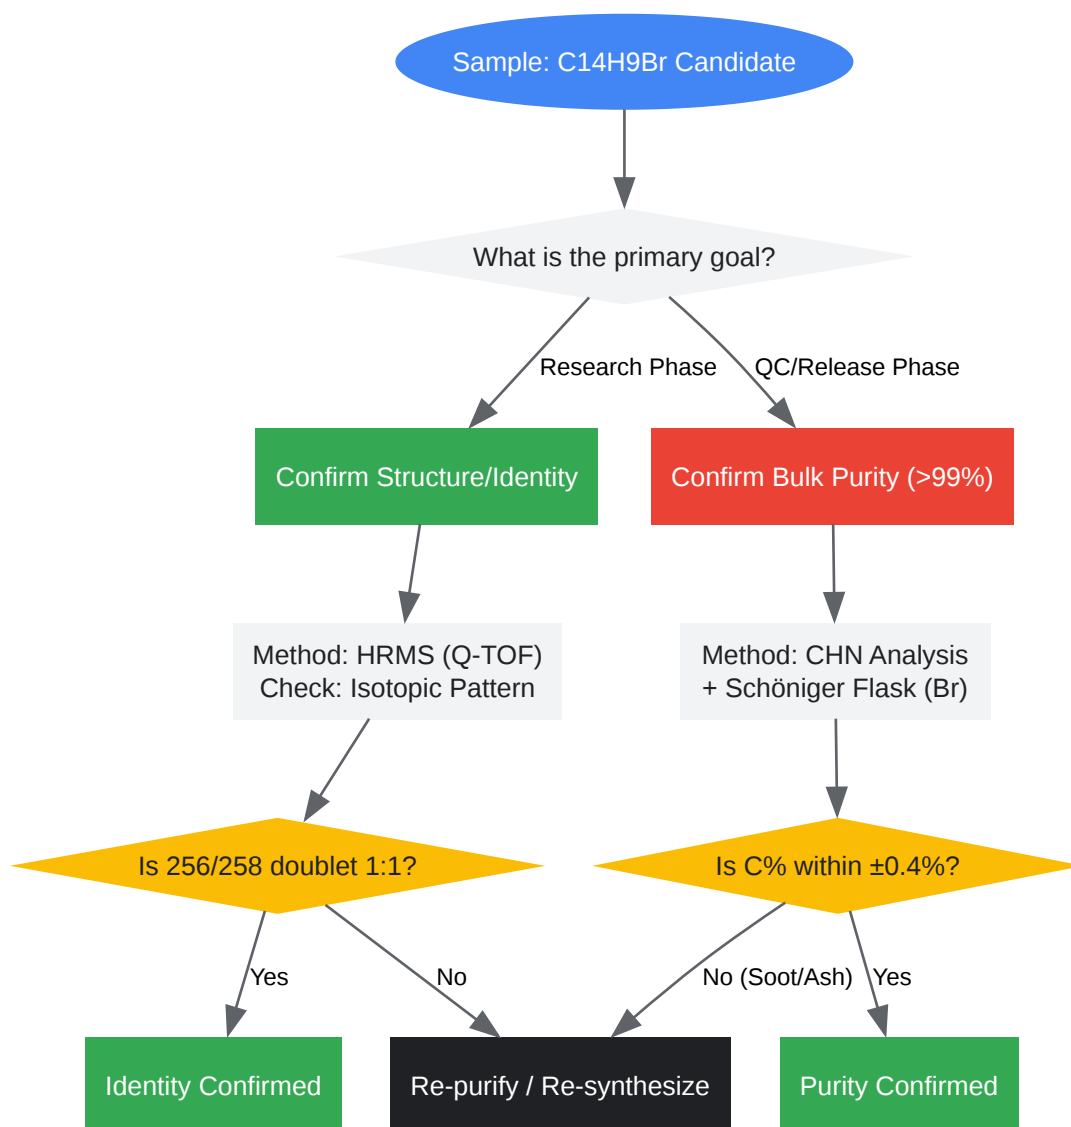 Sample: C14H9Br Candidate
What is the primary goal?
Research Phase
QC/Release Phase
Confirm Structure/Identity
Confirm Bulk Purity (>99%)
Method: HRMS (Q-TOF)
Check: Isotopic Pattern
Method: CHN Analysis
+ Schöniger Flask (Br)
Is 256/258 doublet 1:1?
Is C% within ±0.4%?
Yes
No
No (Soot/Ash)
Yes
Identity Confirmed
Re-purify / Re-synthesize
Purity Confirmed